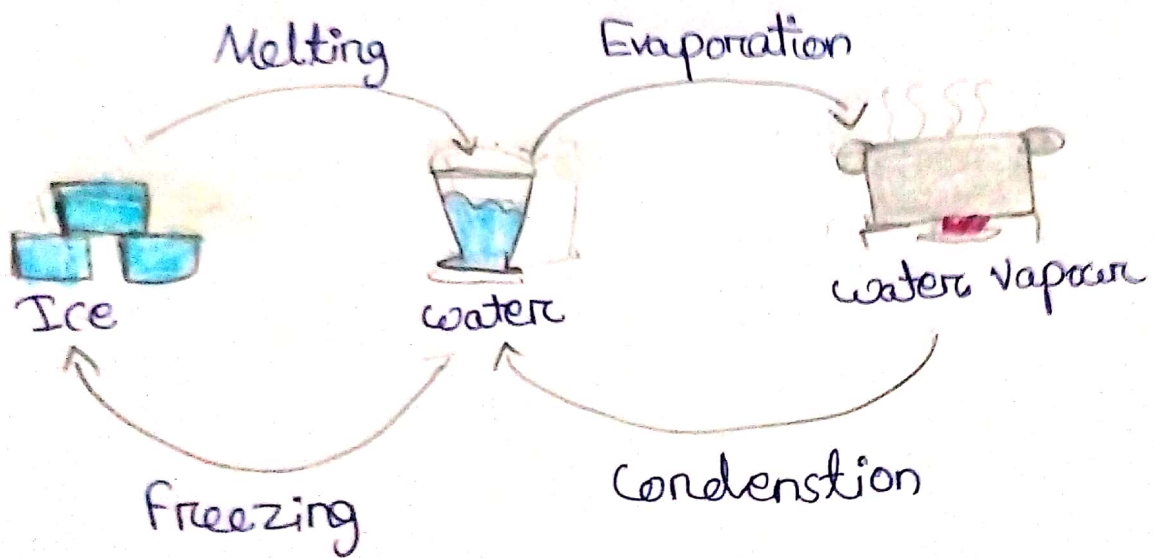 Melting
Evaporation
Ice
water
water vapour
Freezing
Condenstion